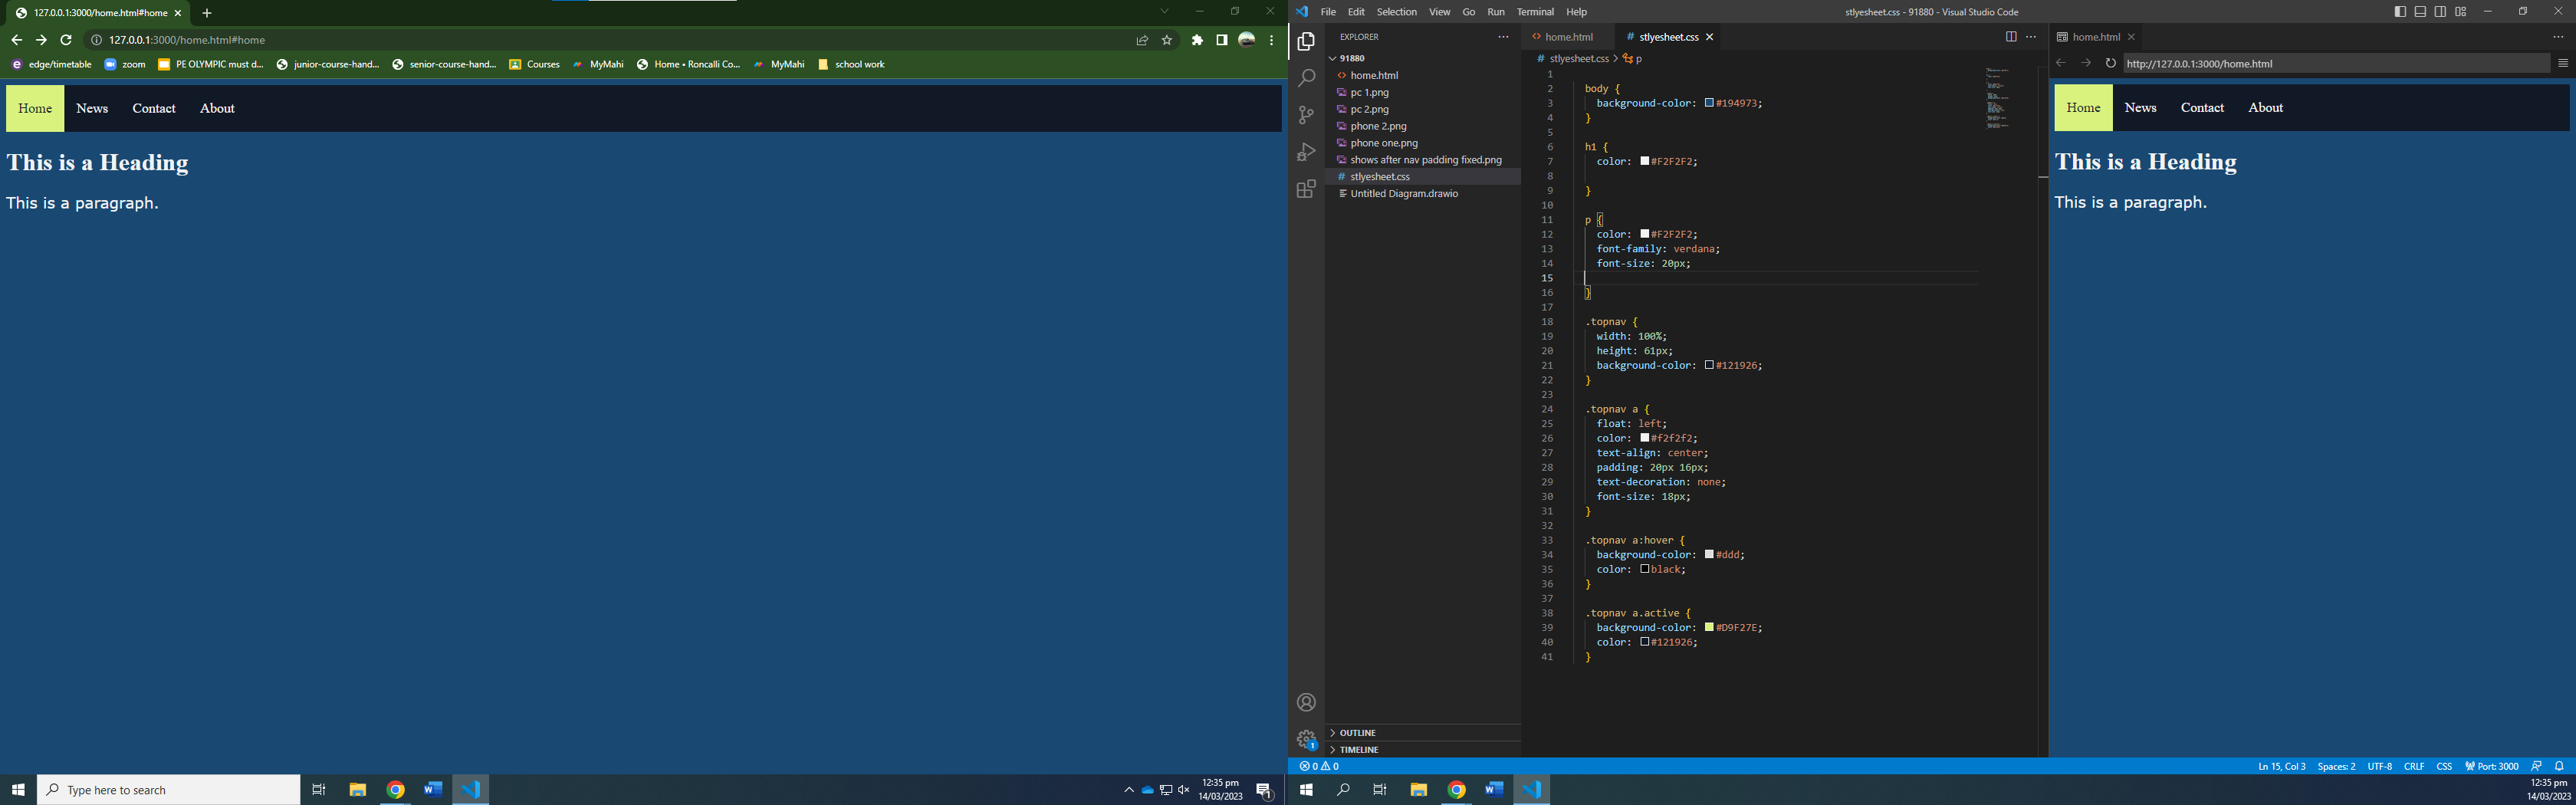 127.0.0.1:3000/home.html#home
127.0.0.1:3000/home.html#home
edge/timetable zoom PE OLYMPIC must d... junior-course-hand... senior-course-hand... Courses MyMahi Home • Roncalli Co... MyMahi school work
Home News Contact About
This is a Heading
This is a paragraph.
Type here to search
12:35 pm
14/03/2023
1
File Edit Selection View Go Run Terminal Help
stlyesheet.css - 91880 - Visual Studio Code
EXPLORER
91880
home.html
pc 1.png
pc 2.png
phone 2.png
phone one.png
shows after nav padding fixed.png
stlyesheet.css
Untitled Diagram.drawio
OUTLINE
TIMELINE
1
home.html # stlyesheet.css
# stlyesheet.css > p
1
2 body {
3 background-color: #194973;
4 }
5
6 h1 {
7 color: #F2F2F2;
8
9 }
10
11 p {
12 color: #F2F2F2;
13 font-family: verdana;
14 font-size: 20px;
15
16 }
17
18 .topnav {
19 width: 100%;
20 height: 61px;
21 background-color: #121926;
22 }
23
24 .topnav a {
25 float: left;
26 color: #f2f2f2;
27 text-align: center;
28 padding: 20px 16px;
29 text-decoration: none;
30 font-size: 18px;
31 }
32
33 .topnav a:hover {
34 background-color: #ddd;
35 color: black;
36 }
37
38 .topnav a.active {
39 background-color: #D9F27E;
40 color: #121926;
41 }
home.html
http://127.0.0.1:3000/home.html
Home News Contact About
This is a Heading
This is a paragraph.
0 0
Ln 15, Col 3 Spaces: 2 UTF-8 CRLF CSS Port: 3000
12:35 pm
14/03/2023